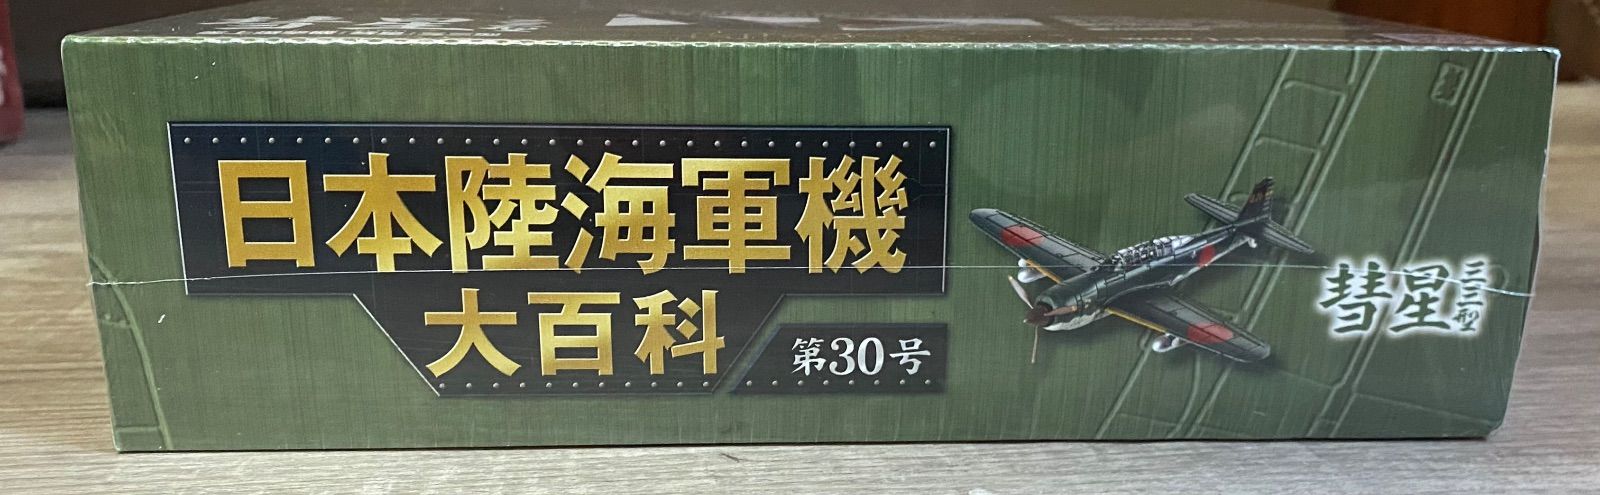 日本陸海軍機
大百科
第30号
彗星三三型